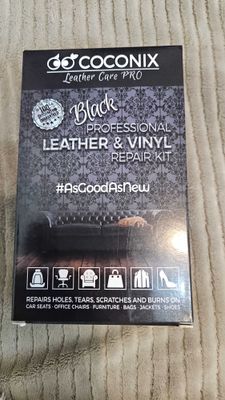 COCONIX
Leather Care PRO
Black
PROFESSIONAL
LEATHER & VINYL
REPAIR KIT
#AsGoodAsNew
REPAIRS HOLES, TEARS, SCRATCHES AND BURNS ON
CAR SEATS · OFFICE CHAIRS · FURNITURE · BAGS · JACKETS · SHOES